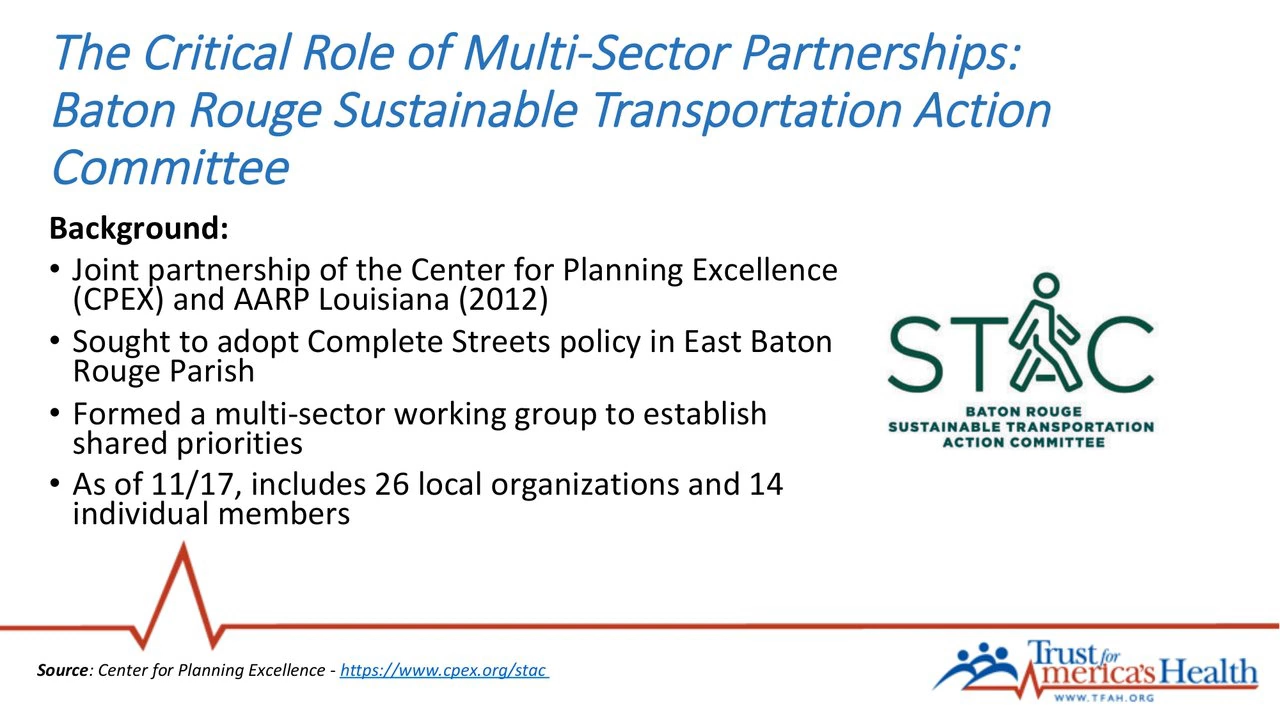 The Critical Role of Multi-Sector Partnerships:
Baton Rouge Sustainable Transportation Action
Committee
Background:
• Joint partnership of the Center for Planning Excellence
(CPEX) and AARP Louisiana (2012)
• Sought to adopt Complete Streets policy in East Baton
Rouge Parish
• Formed a multi-sector working group to establish
shared priorities
• As of 11/17, includes 26 local organizations and 14
individual members
STAC
BATON ROUGE
SUSTAINABLE TRANSPORTATION
ACTION COMMITTEE
Source: Center for Planning Excellence - https://www.cpex.org/stac
Trust for
America's Health
WWW.TFAH.ORG